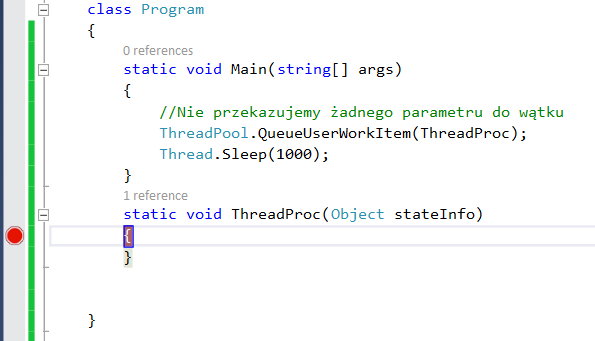 class Program
{
0 references
static void Main(string[] args)
{
//Nie przekazujemy żadnego parametru do wątku
ThreadPool.QueueUserWorkItem(ThreadProc);
Thread.Sleep(1000);
}
1 reference
static void ThreadProc(Object stateInfo)
{
}
}